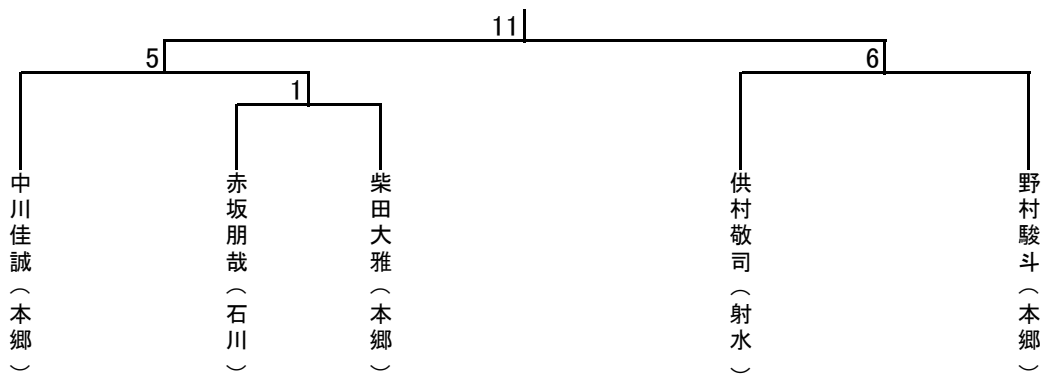 11
5
6
1
中川佳誠（本郷）
赤坂朋哉（石川）
柴田大雅（本郷）
供村敬司（射水）
野村駿斗（本郷）